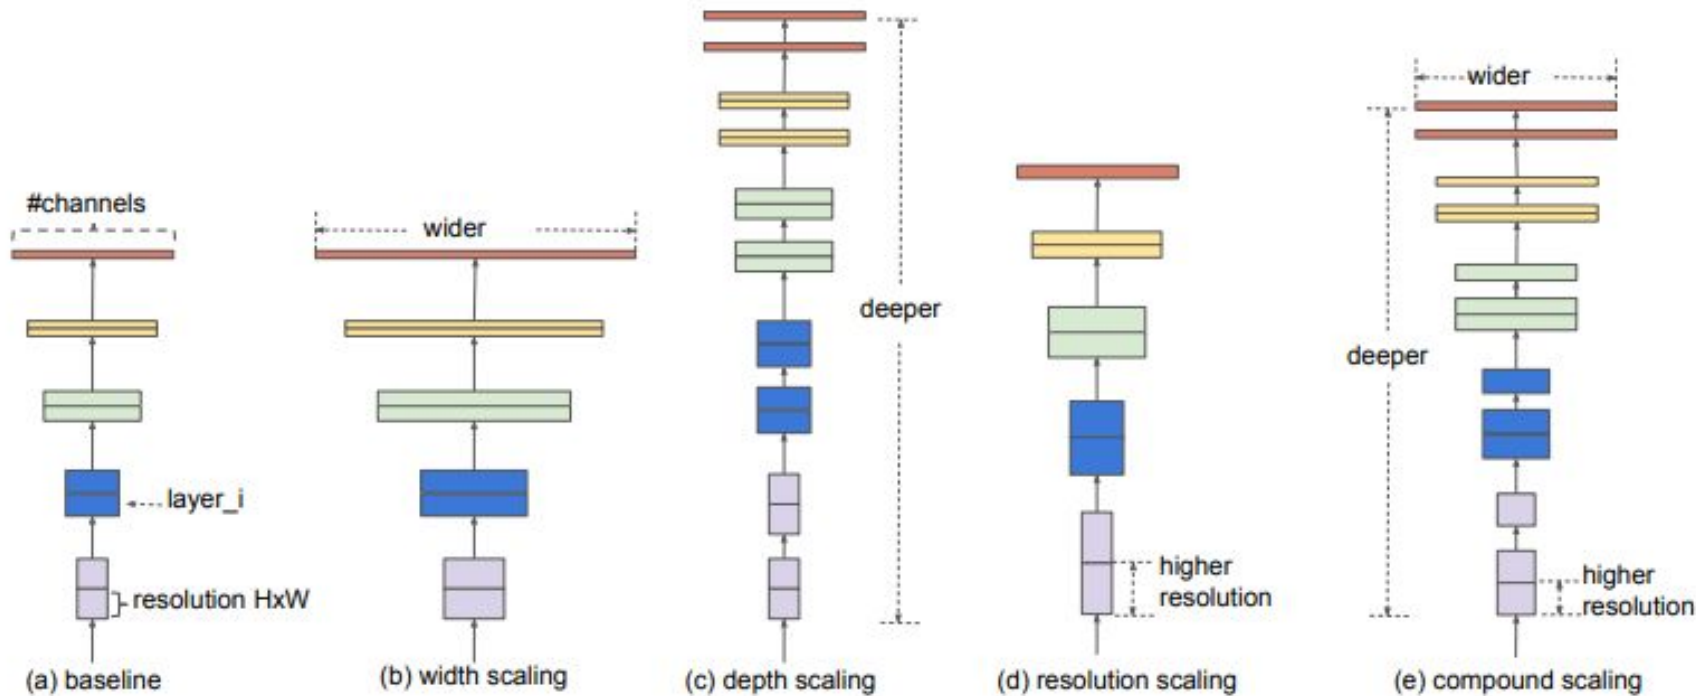 #channels
layer_i
resolution HxW
(a) baseline
wider
(b) width scaling
deeper
(c) depth scaling
higher
resolution
(d) resolution scaling
wider
deeper
higher
resolution
(e) compound scaling